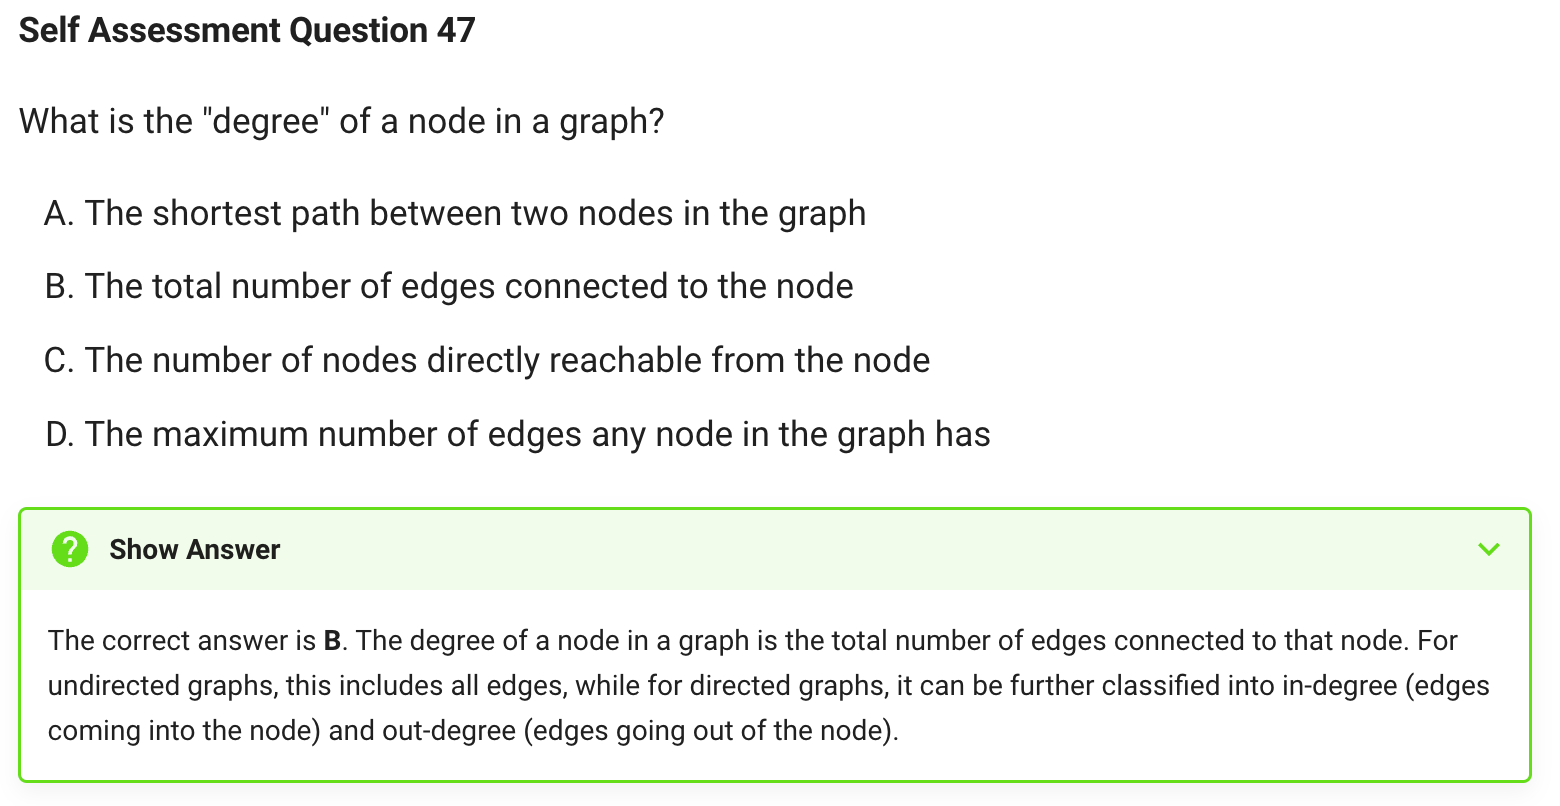 Self Assessment Question 47
What is the "degree" of a node in a graph?
A. The shortest path between two nodes in the graph
B. The total number of edges connected to the node
C. The number of nodes directly reachable from the node
D. The maximum number of edges any node in the graph has
? Show Answer
The correct answer is B. The degree of a node in a graph is the total number of edges connected to that node. For
undirected graphs, this includes all edges, while for directed graphs, it can be further classified into in-degree (edges
coming into the node) and out-degree (edges going out of the node).